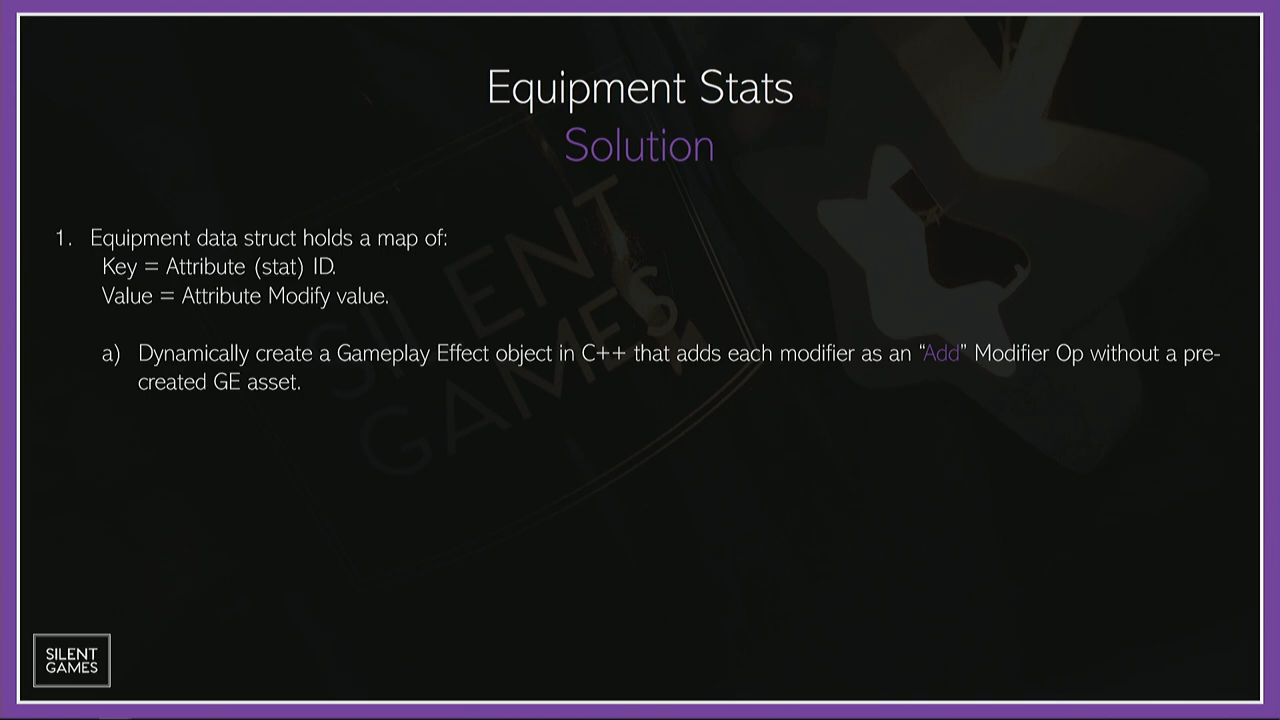 Equipment Stats
Solution
1. Equipment data struct holds a map of:
Key = Attribute (stat) ID.
Value = Attribute Modify value.
a) Dynamically create a Gameplay Effect object in C++ that adds each modifier as an “Add” Modifier Op without a pre-
created GE asset.
SILENT
GAMES
SILENT
GAMES